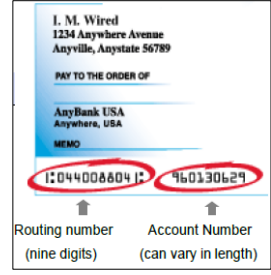 I. M. Wired
1234 Anywhere Avenue
Anyville, Anystate 56789
PAY TO THE ORDER OF
AnyBank USA
Anywhere, USA
MEMO
⑆044008804⑆ 960130629
Routing number Account Number
(nine digits) (can vary in length)